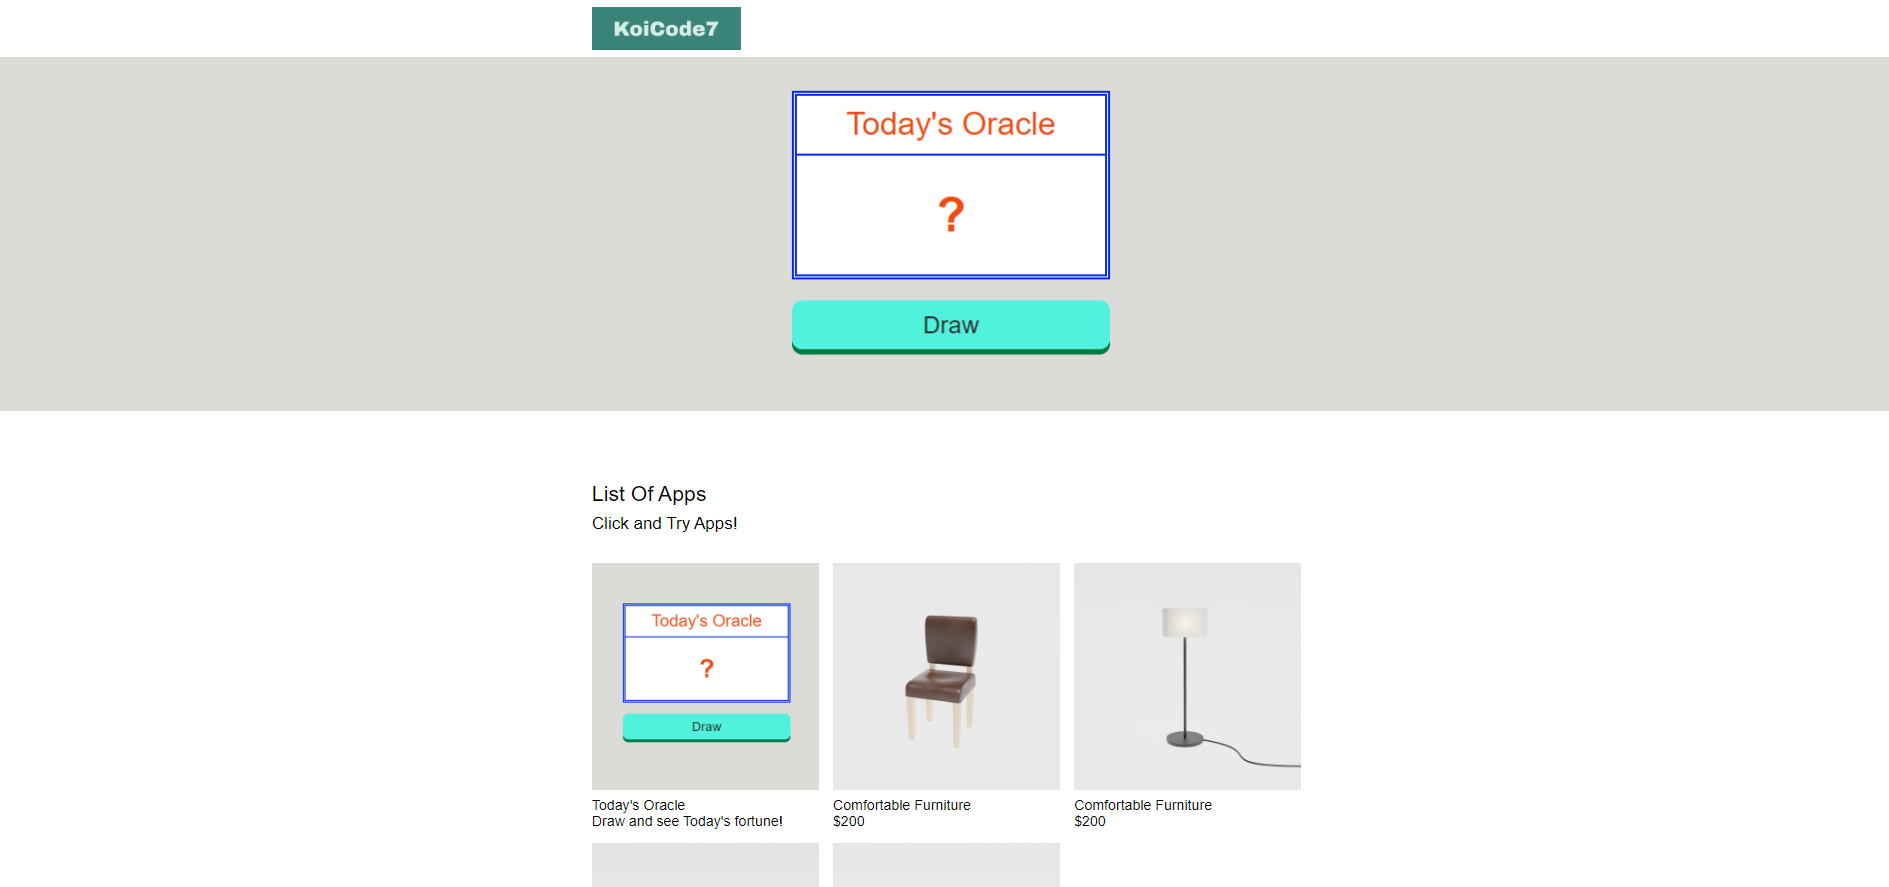 KoiCode7
Today's Oracle
?
Draw
List Of Apps
Click and Try Apps!
Today's Oracle
?
Draw
Today's Oracle
Draw and see Today's fortune!
Comfortable Furniture
$200
Comfortable Furniture
$200